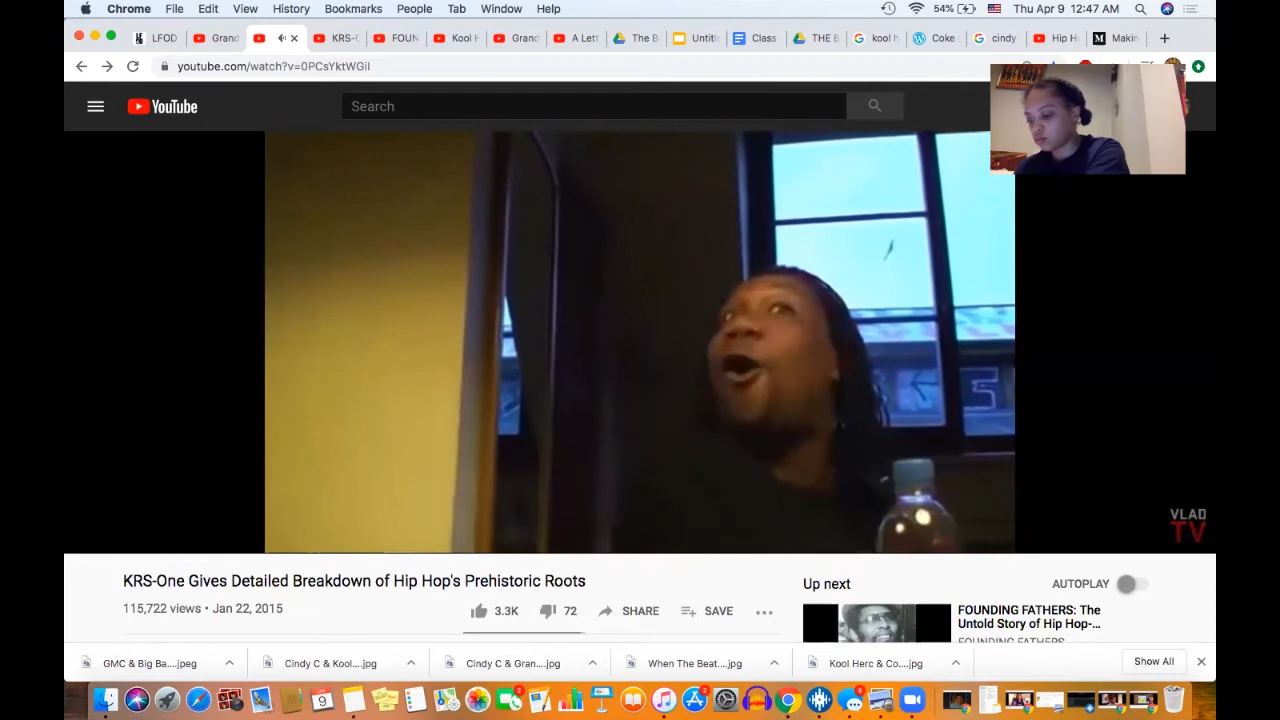 Chrome File Edit View History Bookmarks People Tab Window Help 54% Thu Apr 9 12:47 AM
LFOD Grand KRS-O FOUN Kool H Grand A Lett The B Untitl Class THE B kool h Coke cindy Hip H Makin
youtube.com/watch?v=0PCsYktWGiI
YouTube Search
VLAD
TV
KRS-One Gives Detailed Breakdown of Hip Hop's Prehistoric Roots
115,722 views • Jan 22, 2015 3.3K 72 SHARE SAVE
Up next AUTOPLAY
FOUNDING FATHERS: The
Untold Story of Hip Hop-...
FOUNDING FATHERS
GMC & Big Ba....jpeg Cindy C & Kool....jpg Cindy C & Gran....jpg When The Beat....jpg Kool Herc & Co....jpg Show All